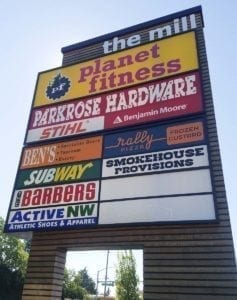 the mill
pf
planet
fitness
PARKROSE HARDWARE
STIHL
Benjamin Moore®
BEN'S
rally
PIZZA
FROZEN
CUSTARD
SUBWAY
SMOKEHOUSE
PROVISIONS
BARBERS
ACTIVE NW
ATHLETIC SHOES & APPAREL